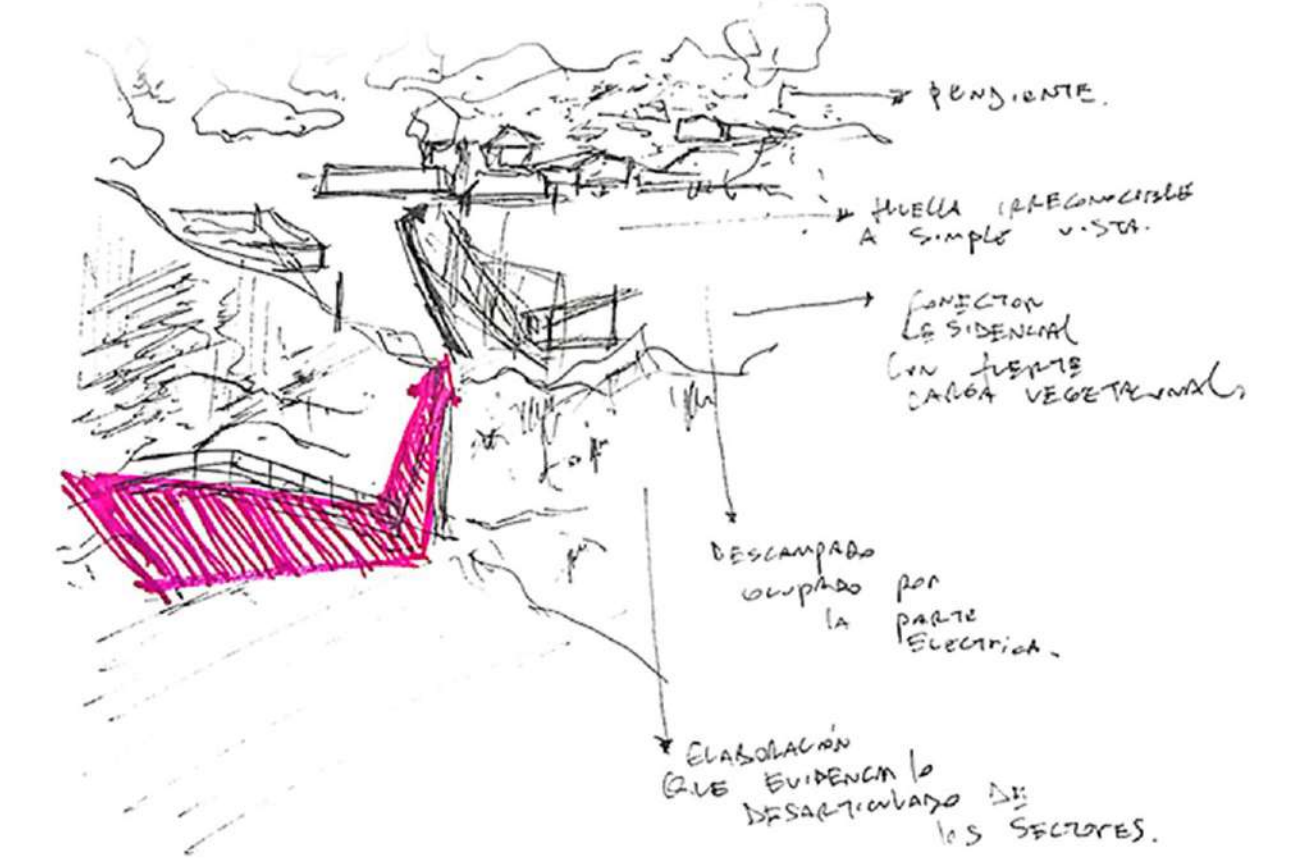 PENDIENTE.
HUELLA IRRECONOCIBLE
A SIMPLE VISTA.
CONECTOR
RESIDENCIAL
CON FUERTE
CARGA VEGETACIONAL
DESCAMPADO
OCUPADO POR
LA PARTE
ELECTRICA.
ELABORACIÓN
QUE EVIDENCIA lo
DESARTICULADO DE
los SECTORES.